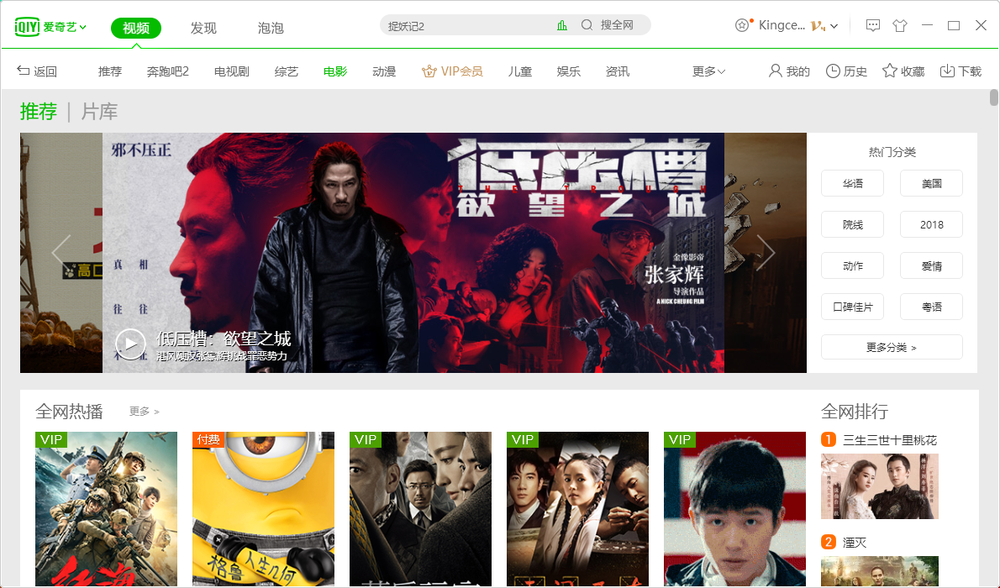 QIY 爱奇艺
视频 发现 泡泡
捉妖记2 搜全网
Kingce... V4
返回 推荐 奔跑吧2 电视剧 综艺 电影 动漫 VIP会员 儿童 娱乐 资讯 更多 我的 历史 收藏 下载
推荐 | 片库
邪不压正
低压槽
THE TROUGH
欲望之城
高口
真 相
往 往
金像影帝
张家辉
导演作品
A NICK CHEUNG FILM
低压槽：欲望之城
港风硬汉张家辉挑战罪恶势力
热门分类
华语 美国
院线 2018
动作 爱情
口碑佳片 粤语
更多分类 >
全网热播 更多 >
VIP
付费
格鲁 人生几何
VIP
VIP
VIP
全网排行
1 三生三世十里桃花
2 湮灭